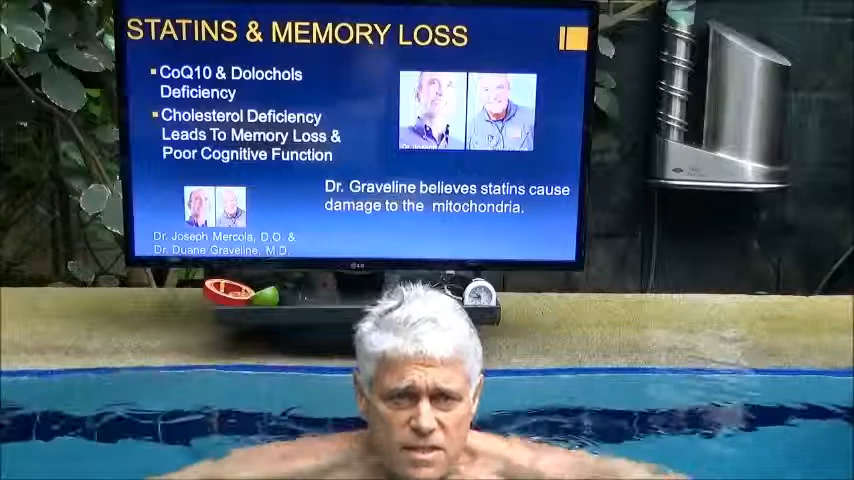 STATINS & MEMORY LOSS
CoQ10 & Dolochols
Deficiency
Cholesterol Deficiency
Leads To Memory Loss &
Poor Cognitive Function
Dr. Graveline believes statins cause
damage to the mitochondria.
Dr. Joseph Mercola, D.O. &
Dr. Duane Graveline, M.D.
LG